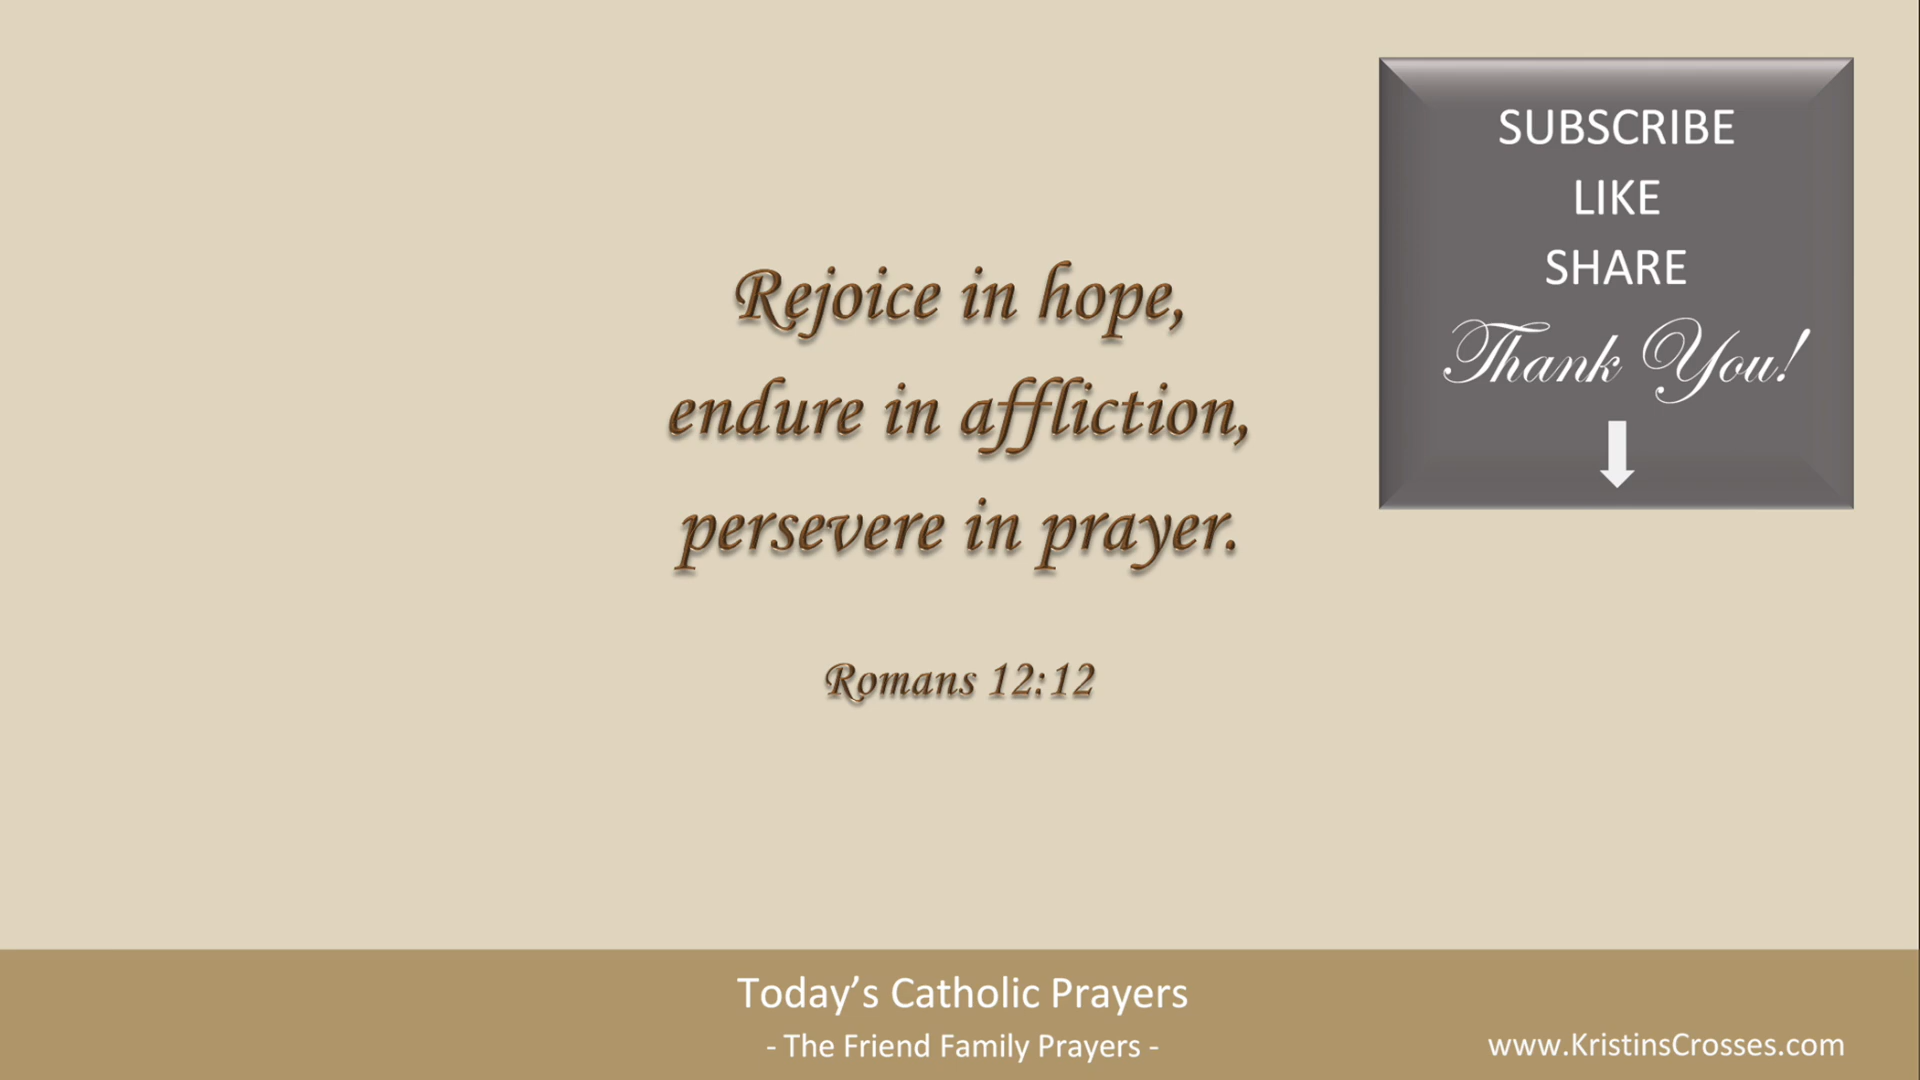 Rejoice in hope,
endure in affliction,
persevere in prayer.
Romans 12:12
SUBSCRIBE
LIKE
SHARE
Thank You!
Today’s Catholic Prayers
- The Friend Family Prayers -
www.KristinsCrosses.com